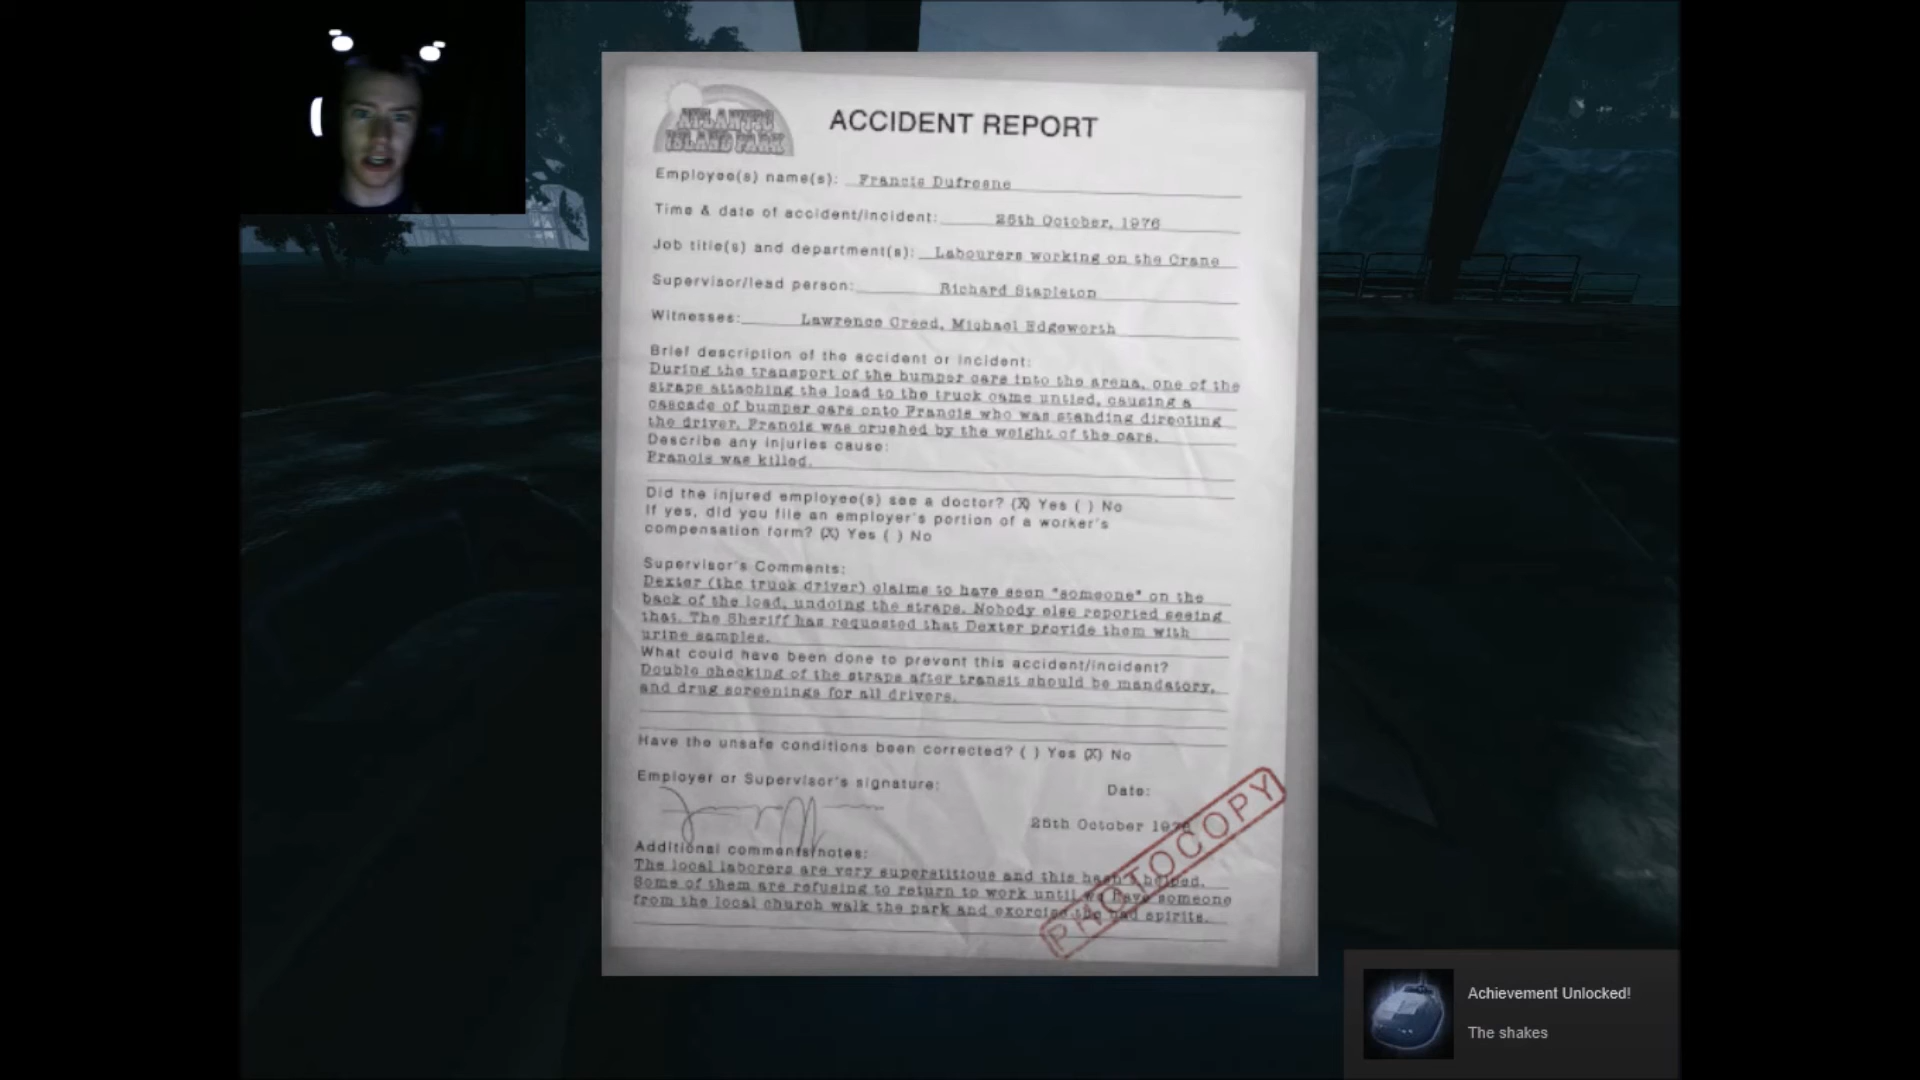 ATLANTIC
ISLAND PARK
ACCIDENT REPORT
Employee(s) name(s): Francis Dufresne
Time & date of accident/incident: 25th October, 1976
Job title(s) and department(s): Labourers working on the Crane
Supervisor/lead person: Richard Stapleton
Witnesses: Lawrence Creed, Michael Edgeworth
Brief description of the accident or incident:
During the transport of the bumper cars into the arena, one of the
straps attaching the load to the truck came untied, causing a
cascade of bumper cars onto Francis who was standing directing
the driver. Francis was crushed by the weight of the cars.
Describe any injuries cause:
Francis was killed.
Did the injured employee(s) see a doctor? (X) Yes ( ) No
If yes, did you file an employer's portion of a worker's
compensation form? (X) Yes ( ) No
Supervisor's Comments:
Dexter (the truck driver) claims to have seen "someone" on the
back of the load, undoing the straps. Nobody else reported seeing
that. The Sheriff has requested that Dexter provide them with
urine samples.
What could have been done to prevent this accident/incident?
Double checking of the straps after transit should be mandatory,
and drug screenings for all drivers.
Have the unsafe conditions been corrected? ( ) Yes (X) No
Employer or Supervisor's signature:
Date:
25th October 1976
Additional comments/notes:
The local laborers are very superstitious and this hasn't helped.
Some of them are refusing to return to work until we have someone
from the local church walk the park and exorcise the bad spirits.
PHOTOCOPY
Achievement Unlocked!
The shakes